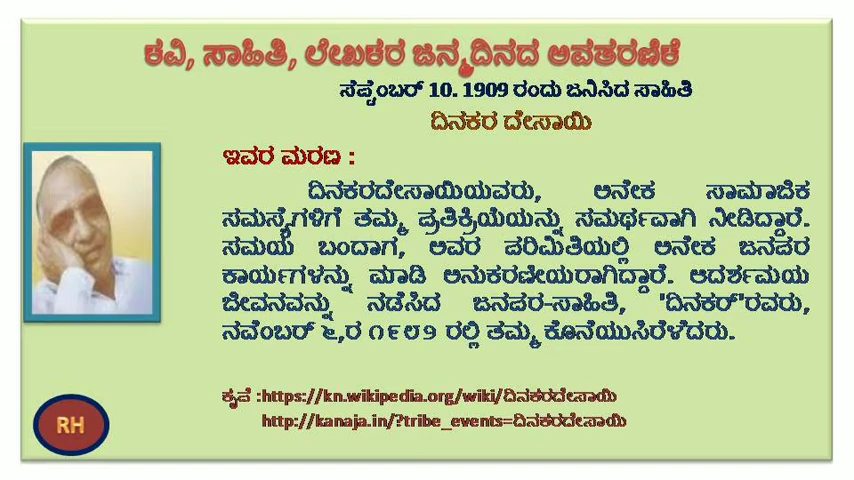 ಕವಿ, ಸಾಹಿತಿ, ಲೇಖಕರ ಜನ್ಮದಿನದ ಅವತರಣಿಕೆ
ಸೆಪ್ಟೆಂಬರ್ 10. 1909 ರಂದು ಜನಿಸಿದ ಸಾಹಿತಿ
ದಿನಕರ ದೇಸಾಯಿ
ಇವರ ಮರಣ :
ದಿನಕರದೇಸಾಯಿಯವರು, ಅನೇಕ ಸಾಮಾಜಿಕ
ಸಮಸ್ಯೆಗಳಿಗೆ ತಮ್ಮ ಪ್ರತಿಕ್ರಿಯೆಯನ್ನು ಸಮರ್ಥವಾಗಿ ನೀಡಿದ್ದಾರೆ.
ಸಮಯ ಬಂದಾಗ, ಅವರ ಪರಿಮಿತಿಯಲ್ಲಿ ಅನೇಕ ಜನಪರ
ಕಾರ್ಯಗಳನ್ನು ಮಾಡಿ ಅನುಕರಣೀಯರಾಗಿದ್ದಾರೆ. ಆದರ್ಶಮಯ
ಜೀವನವನ್ನು ನಡೆಸಿದ ಜನಪರ-ಸಾಹಿತಿ, 'ದಿನಕರ್'ರವರು,
ನವೆಂಬರ್ ೬,ರ ೧೯೮೨ ರಲ್ಲಿ ತಮ್ಮ ಕೊನೆಯುಸಿರೆಳೆದರು.
ಕೃಪೆ :https://kn.wikipedia.org/wiki/ದಿನಕರದೇಸಾಯಿ
http://kanaja.in/?tribe_events=ದಿನಕರದೇಸಾಯಿ
RH